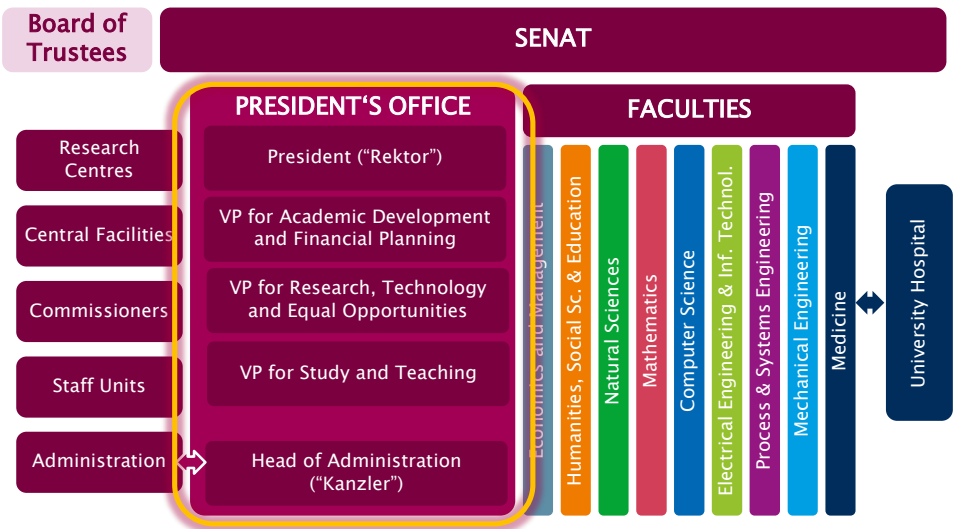 Board of
Trustees
SENAT
PRESIDENT‘S OFFICE
FACULTIES
Research
Centres
Central Facilities
Commissioners
Staff Units
Administration
President (“Rektor”)
VP for Academic Development
and Financial Planning
VP for Research, Technology
and Equal Opportunities
VP for Study and Teaching
Head of Administration
(“Kanzler”)
Economics and Management
Humanities, Social Sc. & Education
Natural Sciences
Mathematics
Computer Science
Electrical Engineering & Inf. Technol.
Process & Systems Engineering
Mechanical Engineering
Medicine
University Hospital